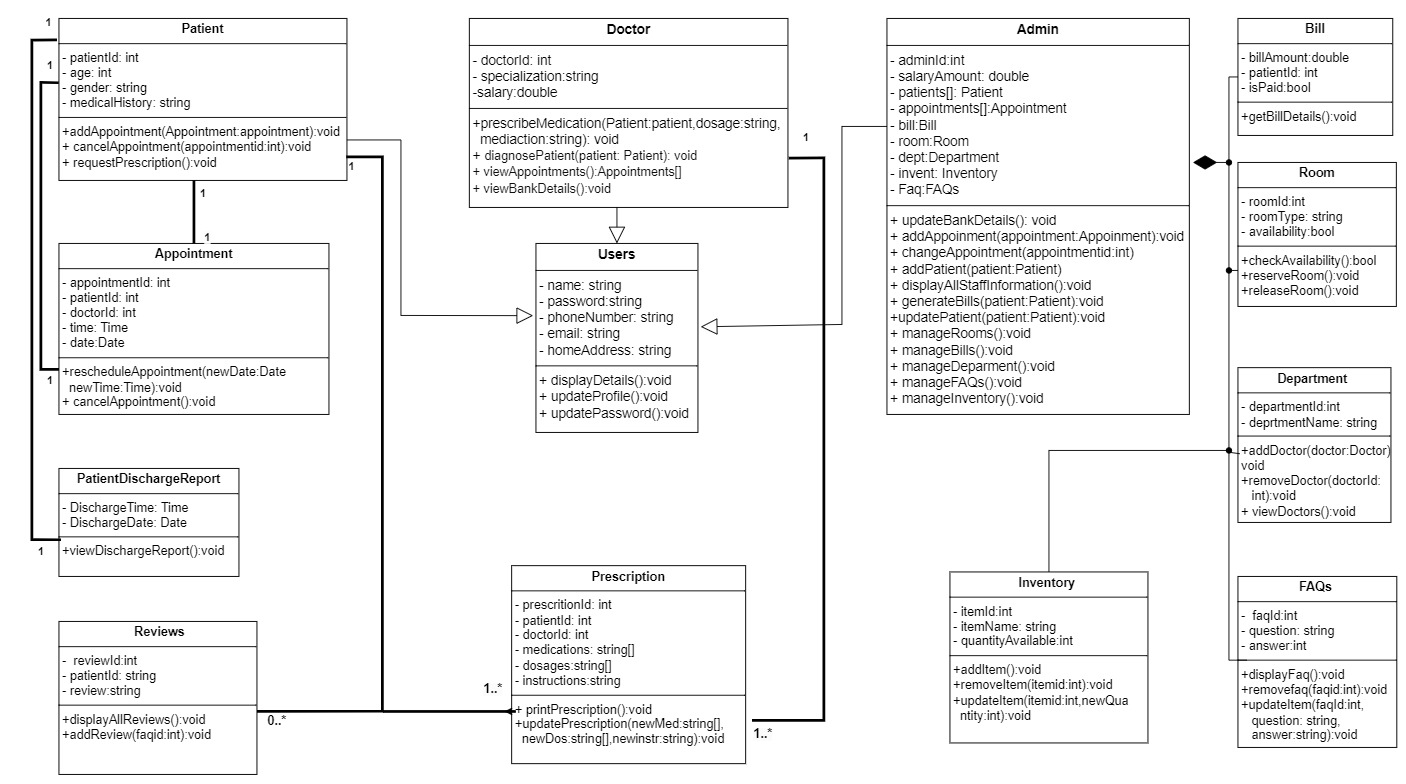 1
Patient
- patientId: int
- age: int
- gender: string
- medicalHistory: string
+addAppointment(Appointment:appointment):void
+ cancelAppointment(appointmentid:int): void
+ requestPrescription():void
1
1
1
1
Appointment
- appointmentId: int
- patientId: int
- doctorId: int
- time: Time
- date:Date
+rescheduleAppointment(newDate:Date
newTime:Time):void
+ cancelAppointment():void
1
PatientDischargeReport
- DischargeTime: Time
- DischargeDate: Date
+viewDischargeReport():void
1
Reviews
- reviewId:int
- patientId: string
- review:string
+displayAllReviews():void
+addReview(faqid:int):void
0..*
Doctor
- doctorId: int
- specialization:string
-salary:double
+prescribeMedication(Patient:patient,dosage:string,
mediaction:string): void
+ diagnosePatient(patient: Patient): void
+ viewAppointments():Appointments[]
+ viewBankDetails():void
1
Users
- name: string
- password:string
- phoneNumber: string
- email: string
- homeAddress: string
+ displayDetails():void
+ updateProfile():void
+ updatePassword():void
Prescription
- prescritionId: int
- patientId: int
- doctorId: int
- medications: string[]
- dosages:string[]
- instructions:string
+ printPrescription():void
+updatePrescription(newMed:string[],
newDos:string[],newinstr:string):void
1..*
1..*
Admin
- adminId:int
- salaryAmount: double
- patients[]: Patient
- appointments[]:Appointment
- bill:Bill
- room:Room
- dept:Department
- invent: Inventory
- Faq:FAQs
+ updateBankDetails(): void
+ addAppoinment(appointment:Appoinment):void
+ changeAppointment(appointmentid:int)
+ addPatient(patient:Patient)
+ displayAllStaffInformation():void
+ generateBills(patient:Patient):void
+updatePatient(patient:Patient):void
+ manageRooms():void
+ manageBills():void
+ manageDeparment():void
+ manageFAQs():void
+ manageInventory():void
Bill
- billAmount:double
- patientId: int
- isPaid:bool
+getBillDetails():void
Room
- roomId:int
- roomType: string
- availability:bool
+checkAvailability():bool
+reserveRoom():void
+releaseRoom():void
Department
- departmentId:int
- deprtmentName: string
+addDoctor(doctor:Doctor)
void
+removeDoctor(doctorId:
int):void
+ viewDoctors():void
Inventory
- itemId:int
- itemName: string
- quantityAvailable:int
+addItem():void
+removeItem(itemid:int):void
+updateItem(itemid:int,newQua
ntity:int):void
FAQs
- faqId:int
- question: string
- answer:int
+displayFaq():void
+removefaq(faqid:int):void
+updateItem(faqId:int,
question: string,
answer:string):void